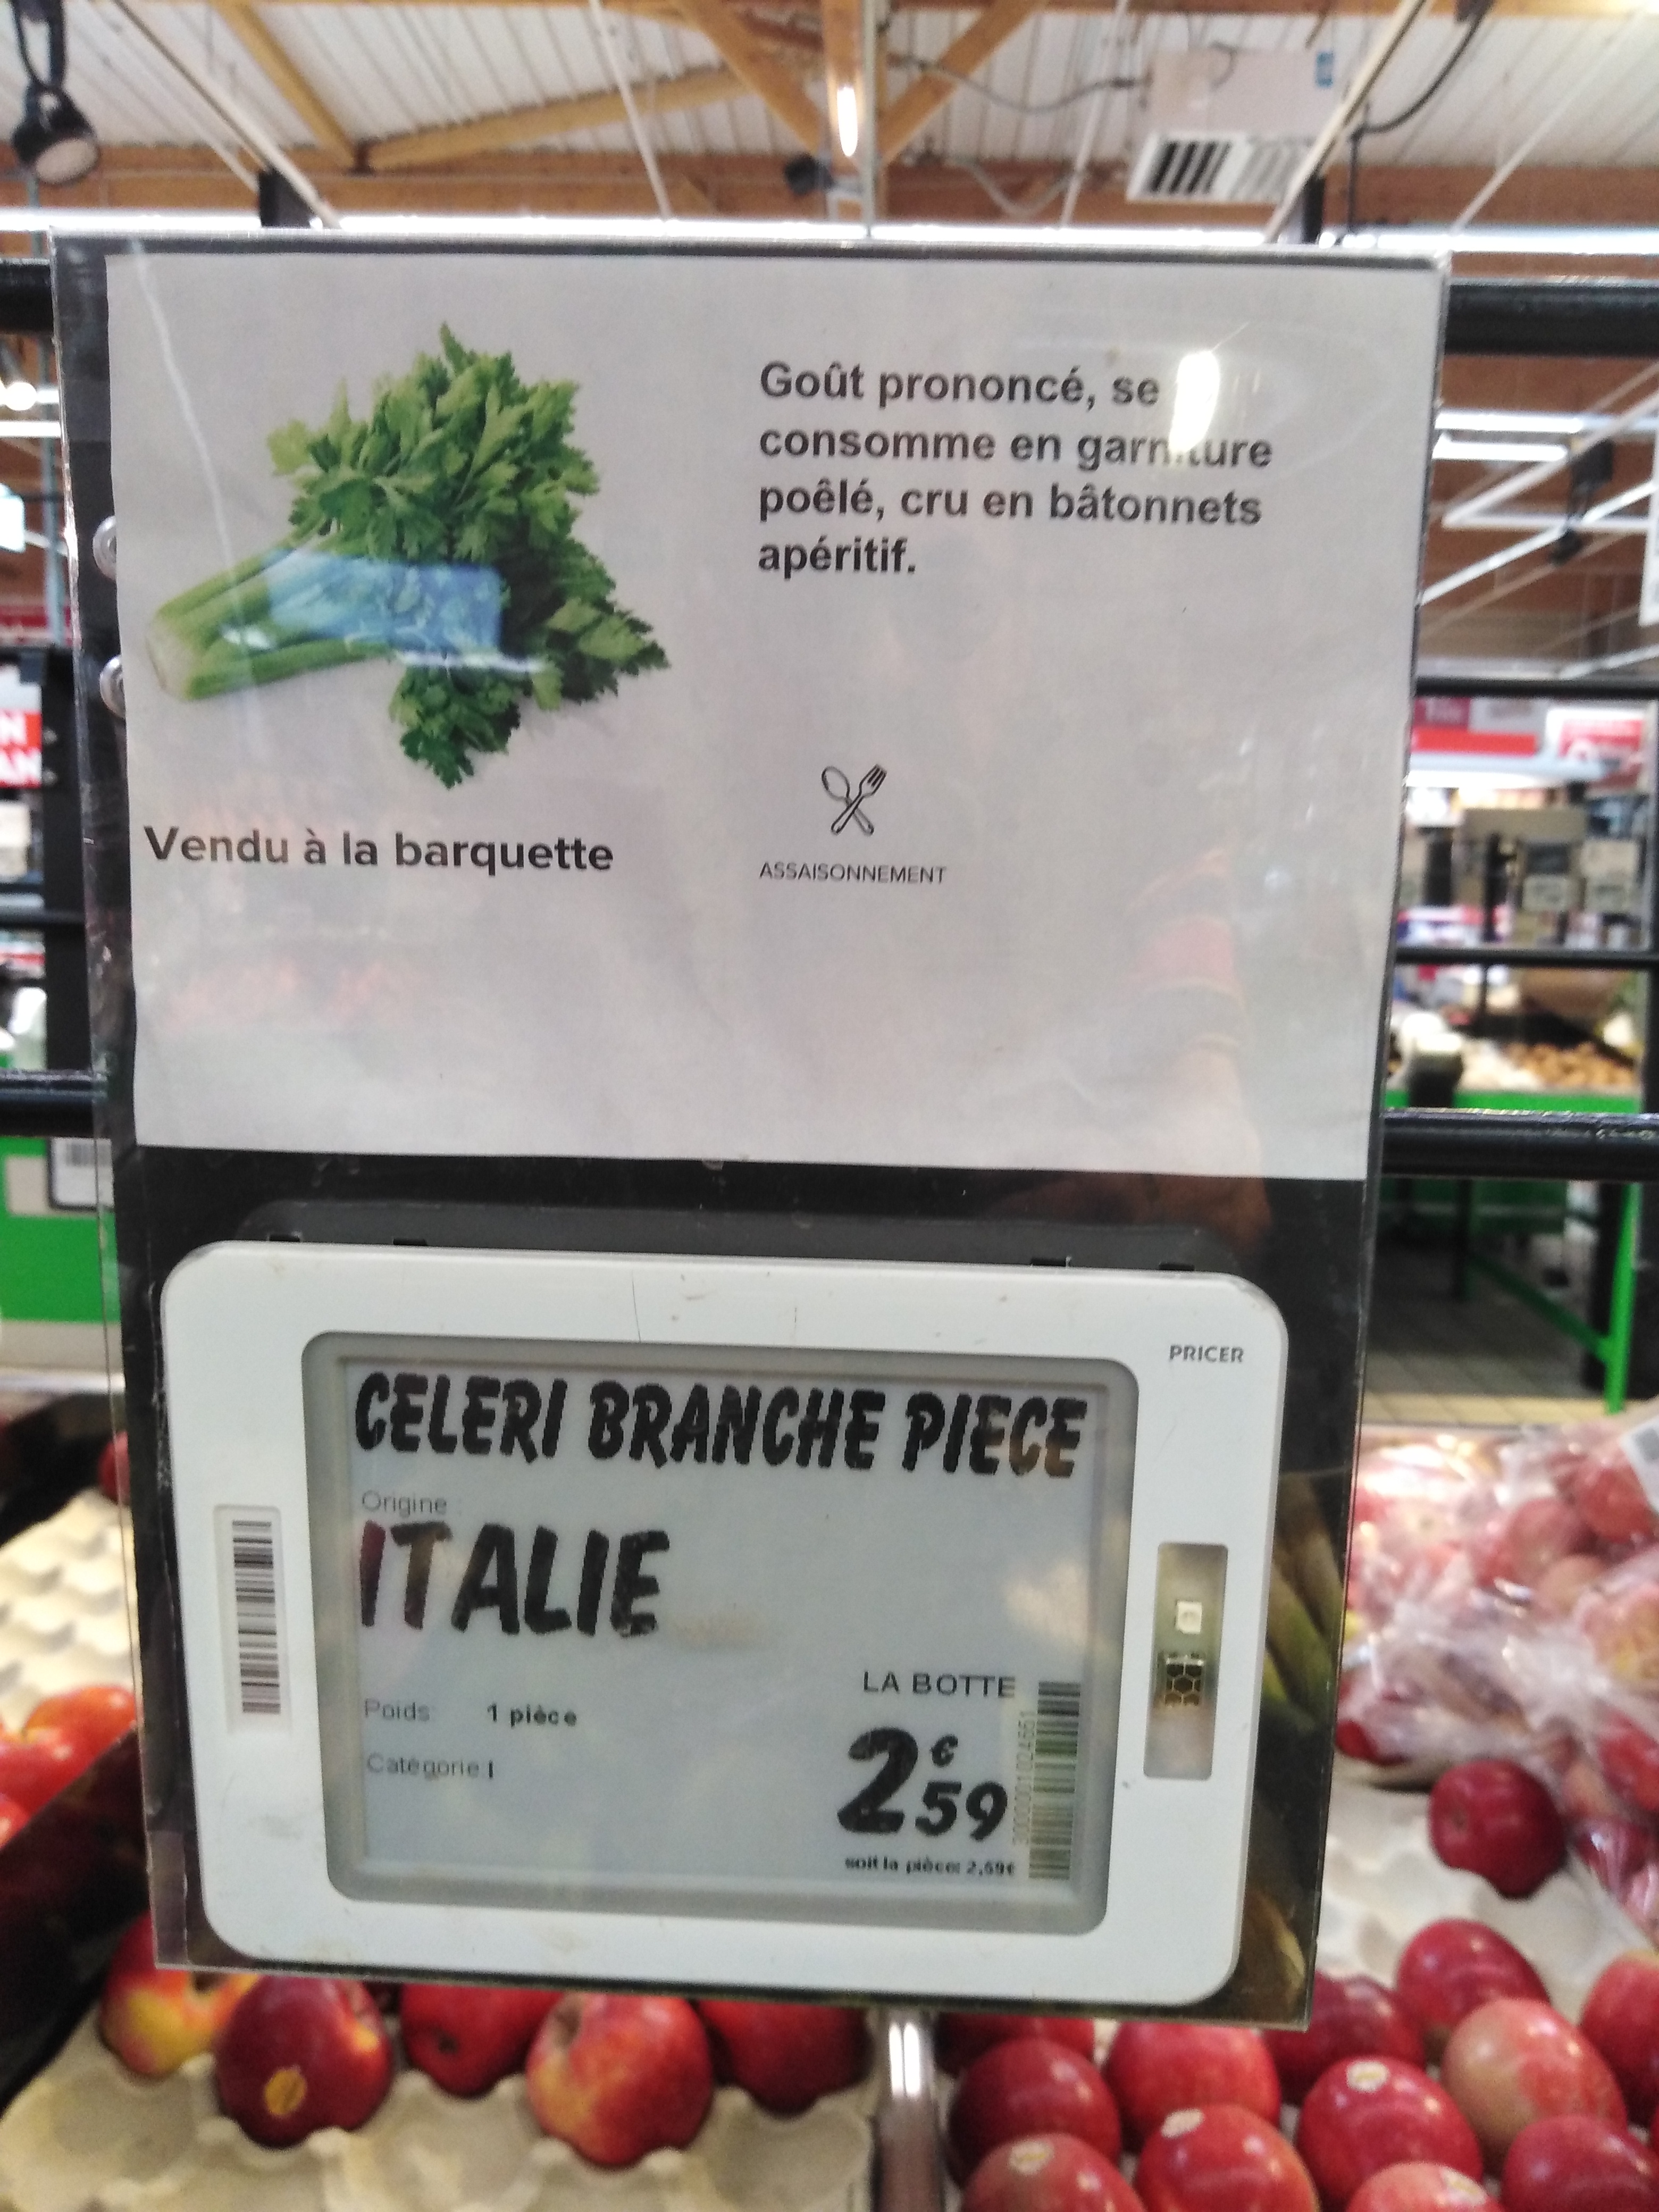 Goût prononcé, se
consomme en garniture
poêlé, cru en bâtonnets
apéritif.
Vendu à la barquette
ASSAISONNEMENT
PRICER
CELERI BRANCHE PIECE
Origine :
ITALIE
LA BOTTE
Poids 1 pièce
Catégorie I
2€59
soit la pièce: 2,59€